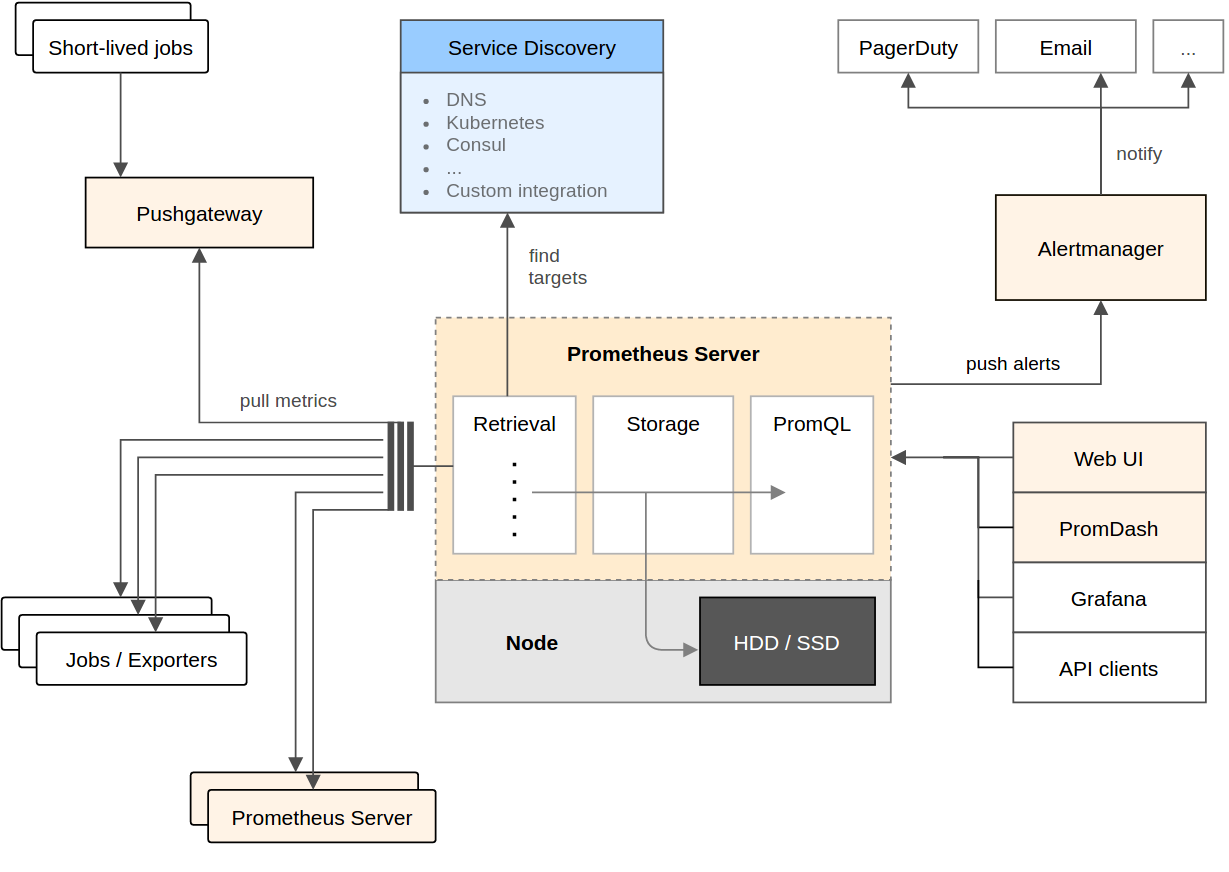 Short-lived jobs
Service Discovery
PagerDuty
Email
...
• DNS
• Kubernetes
• Consul
• ...
• Custom integration
notify
Pushgateway
Alertmanager
find
targets
Prometheus Server
push alerts
pull metrics
Retrieval
Storage
PromQL
Web UI
PromDash
Grafana
API clients
Node
HDD / SSD
Jobs / Exporters
Prometheus Server